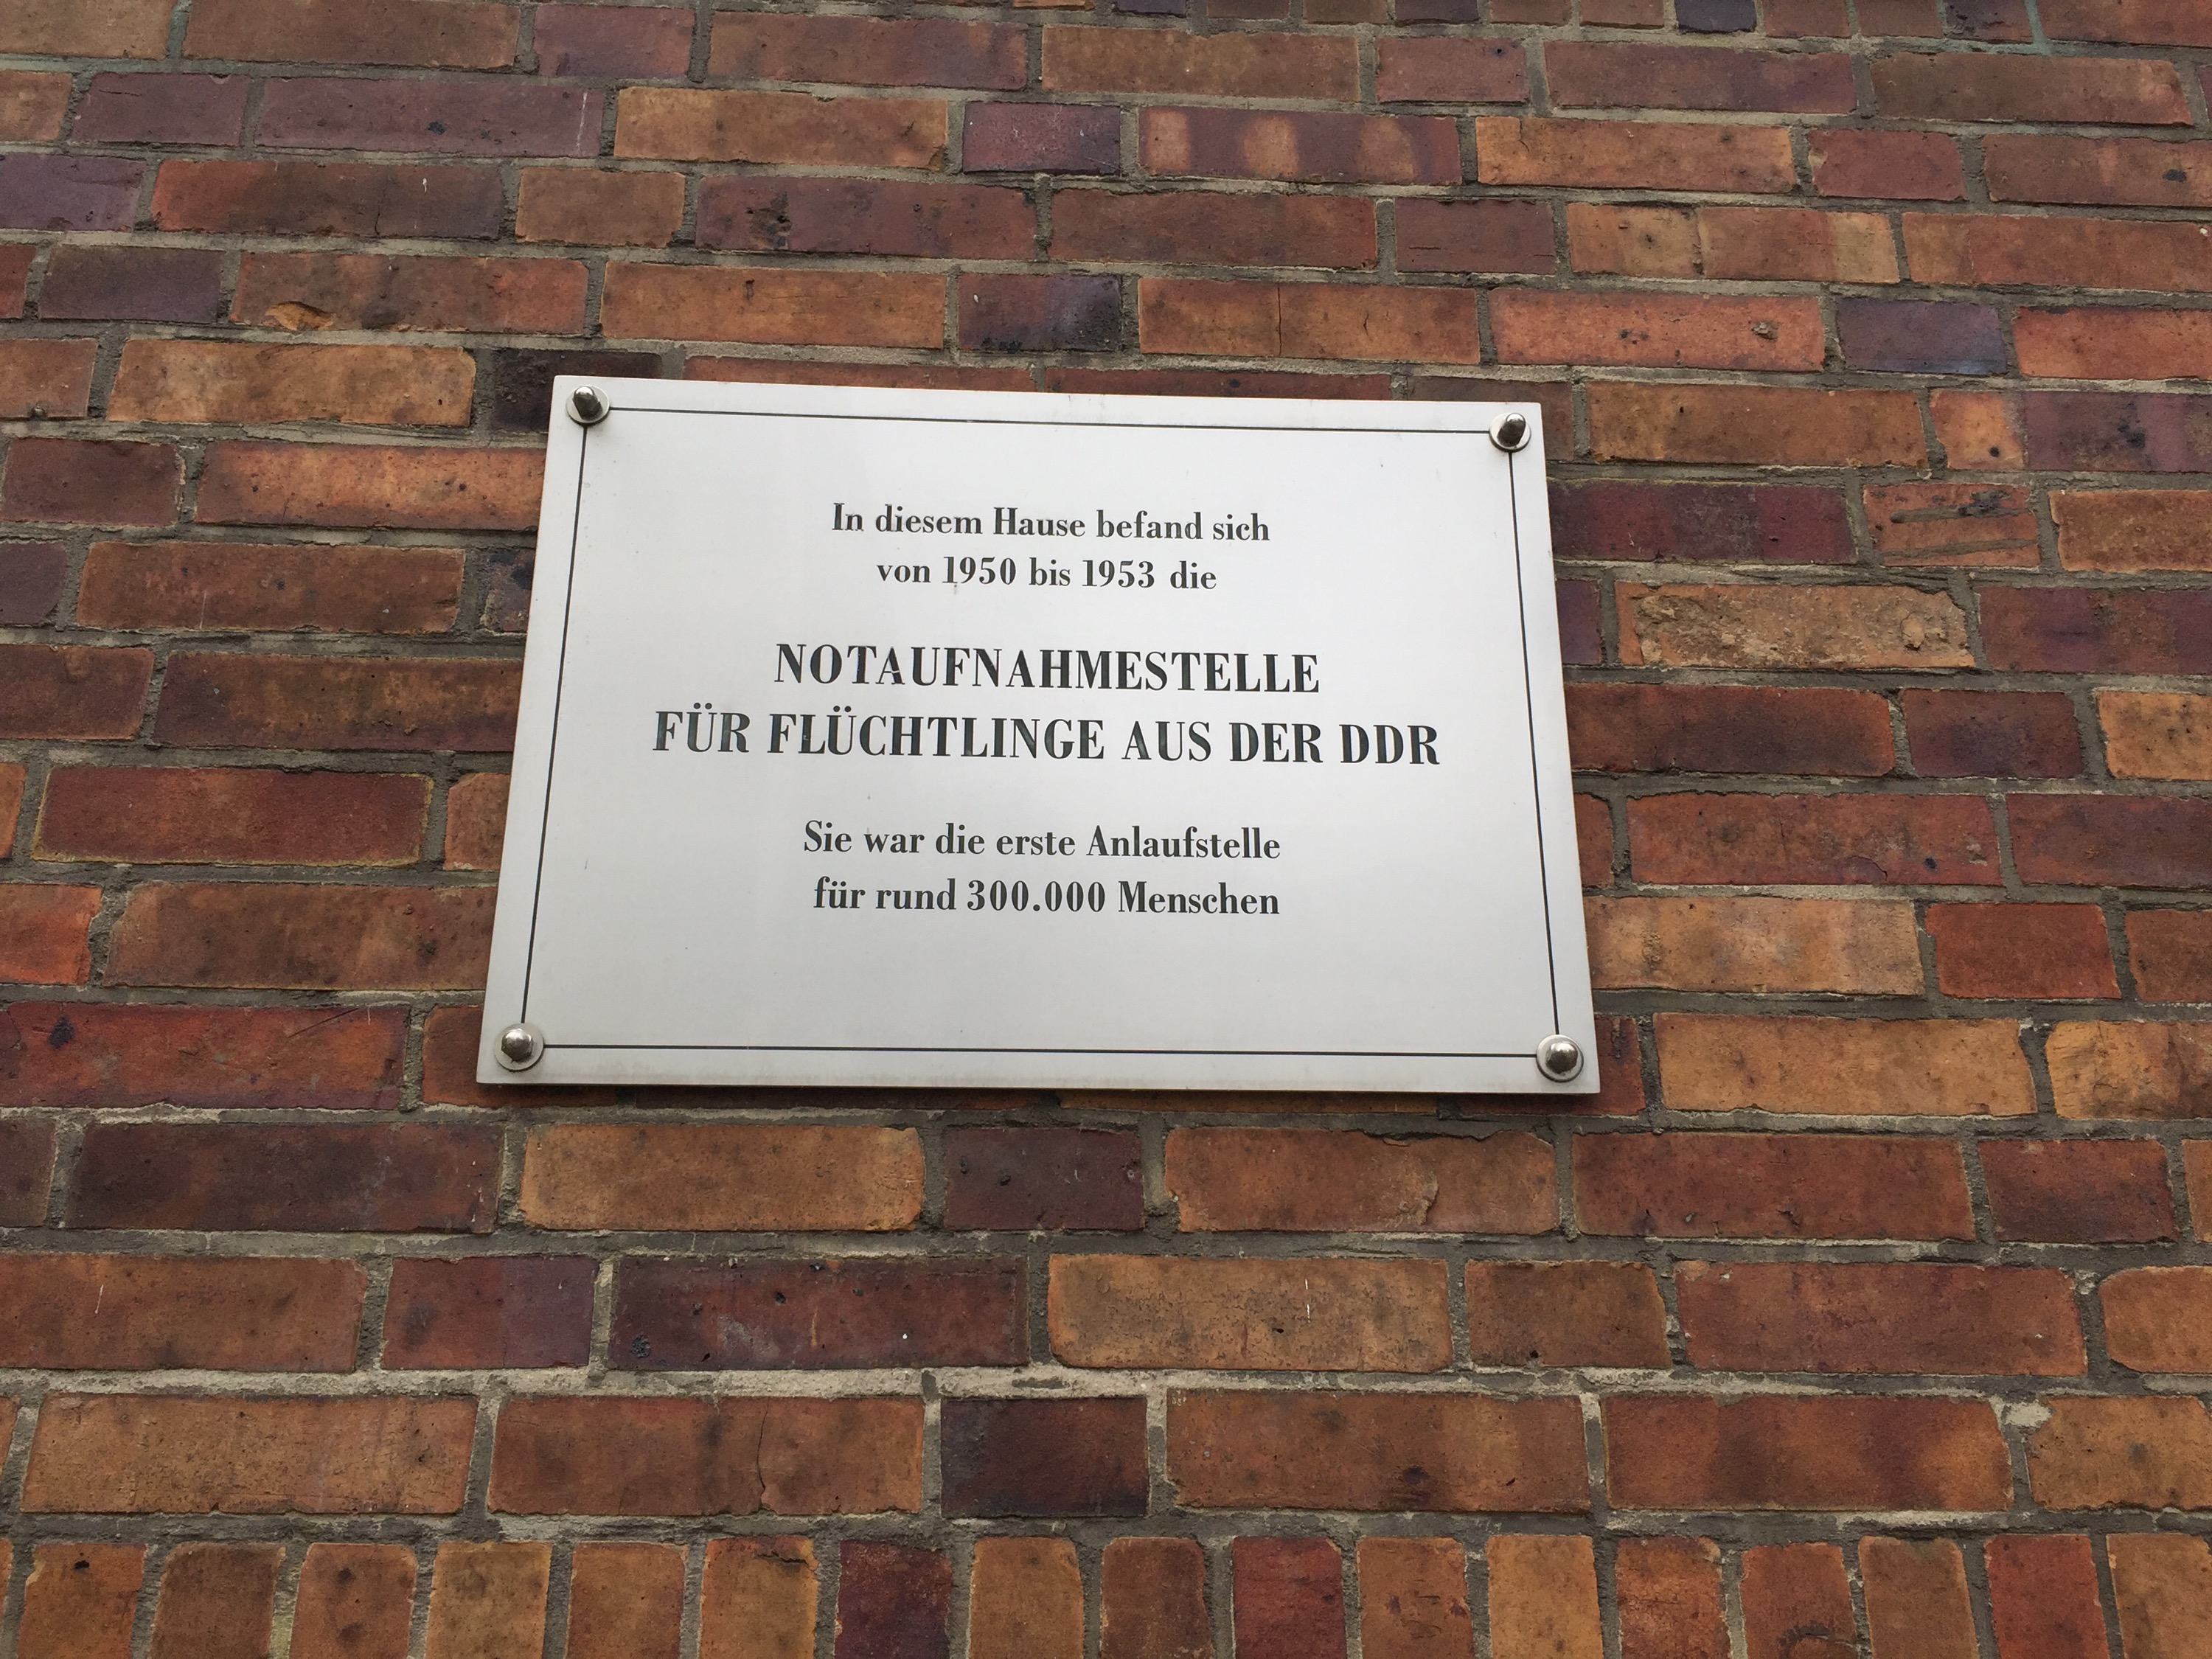 In diesem Hause befand sich
von 1950 bis 1953 die
NOTAUFNAHMESTELLE
FÜR FLÜCHTLINGE AUS DER DDR
Sie war die erste Anlaufstelle
für rund 300.000 Menschen